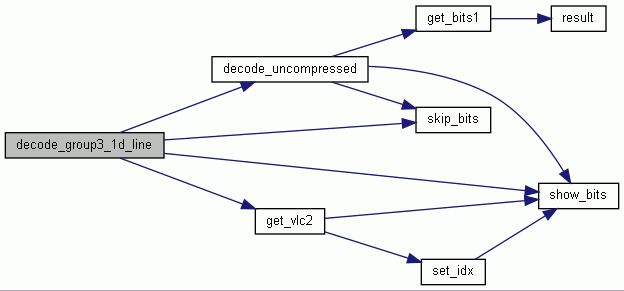 get_bits1
result
decode_uncompressed
skip_bits
decode_group3_1d_line
show_bits
get_vlc2
set_idx